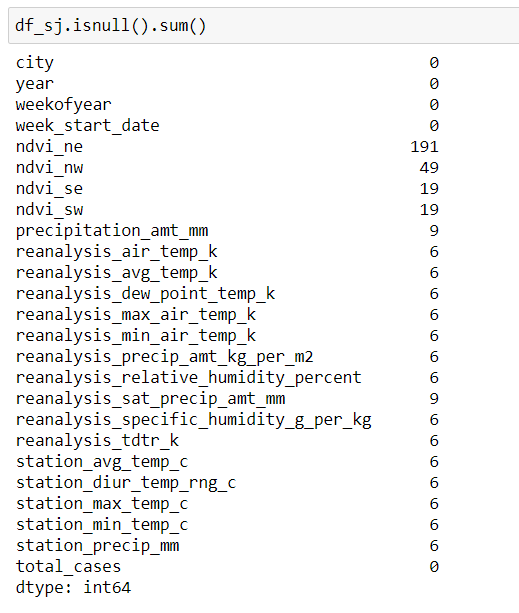 df_sj.isnull().sum()
city 0
year 0
weekofyear 0
week_start_date 0
ndvi_ne 191
ndvi_nw 49
ndvi_se 19
ndvi_sw 19
precipitation_amt_mm 9
reanalysis_air_temp_k 6
reanalysis_avg_temp_k 6
reanalysis_dew_point_temp_k 6
reanalysis_max_air_temp_k 6
reanalysis_min_air_temp_k 6
reanalysis_precip_amt_kg_per_m2 6
reanalysis_relative_humidity_percent 6
reanalysis_sat_precip_amt_mm 9
reanalysis_specific_humidity_g_per_kg 6
reanalysis_tdtr_k 6
station_avg_temp_c 6
station_diur_temp_rng_c 6
station_max_temp_c 6
station_min_temp_c 6
station_precip_mm 6
total_cases 0
dtype: int64